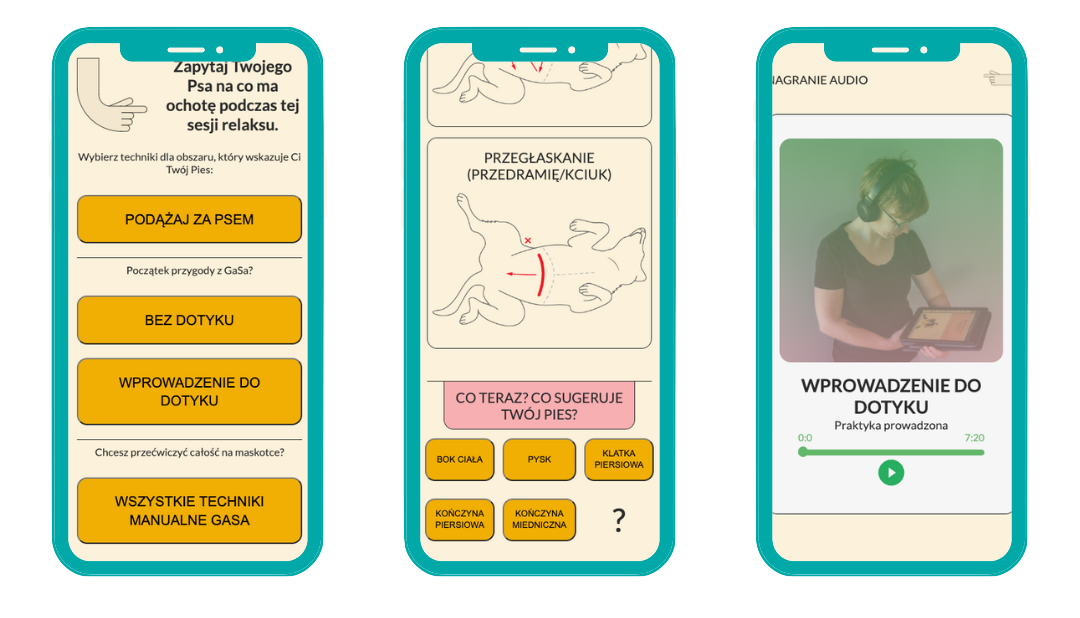 Zapytaj Twojego
Psa na co ma
ochotę podczas tej
sesji relaksu.
Wybierz techniki dla obszaru, który wskazuje Ci
Twój Pies:
PODĄŻAJ ZA PSEM
Początek przygody z GaSa?
BEZ DOTYKU
WPROWADZENIE DO
DOTYKU
Chcesz przećwiczyć całość na maskotce?
WSZYSTKIE TECHNIKI
MANUALNE GASA
PRZEGŁASKANIE
(PRZEDRAMIĘ/KCIUK)
CO TERAZ? CO SUGERUJE
TWÓJ PIES?
BOK CIAŁA
PYSK
KLATKA
PIERSIOWA
KOŃCZYNA
PIERSIOWA
KOŃCZYNA
MIEDNICZNA
?
NAGRANIE AUDIO
WPROWADZENIE DO
DOTYKU
Praktyka prowadzona
0:0
7:20